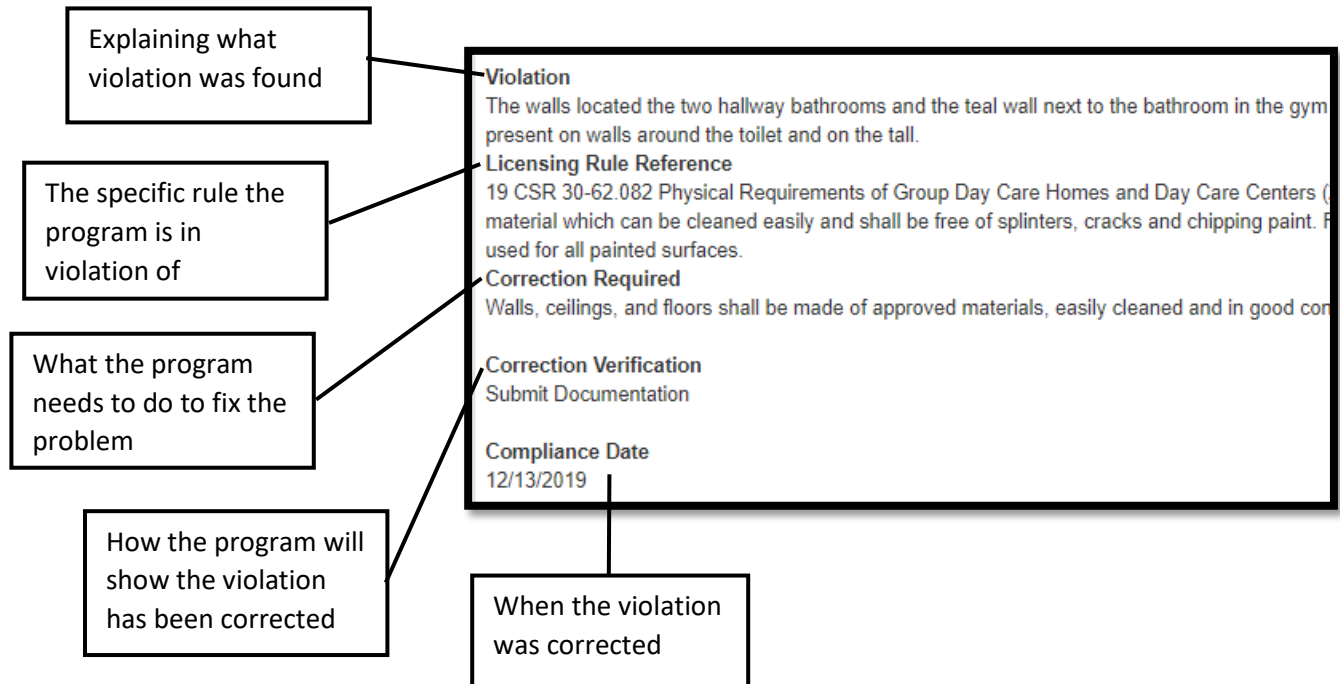 Explaining what
violation was found
The specific rule the
program is in
violation of
What the program
needs to do to fix the
problem
How the program will
show the violation
has been corrected
Violation
The walls located the two hallway bathrooms and the teal wall next to the bathroom in the gym
present on walls around the toilet and on the tall.
Licensing Rule Reference
19 CSR 30-62.082 Physical Requirements of Group Day Care Homes and Day Care Centers (
material which can be cleaned easily and shall be free of splinters, cracks and chipping paint.
used for all painted surfaces.
Correction Required
Walls, ceilings, and floors shall be made of approved materials, easily cleaned and in good
Correction Verification
Submit Documentation
Compliance Date
12/13/2019
When the violation
was corrected